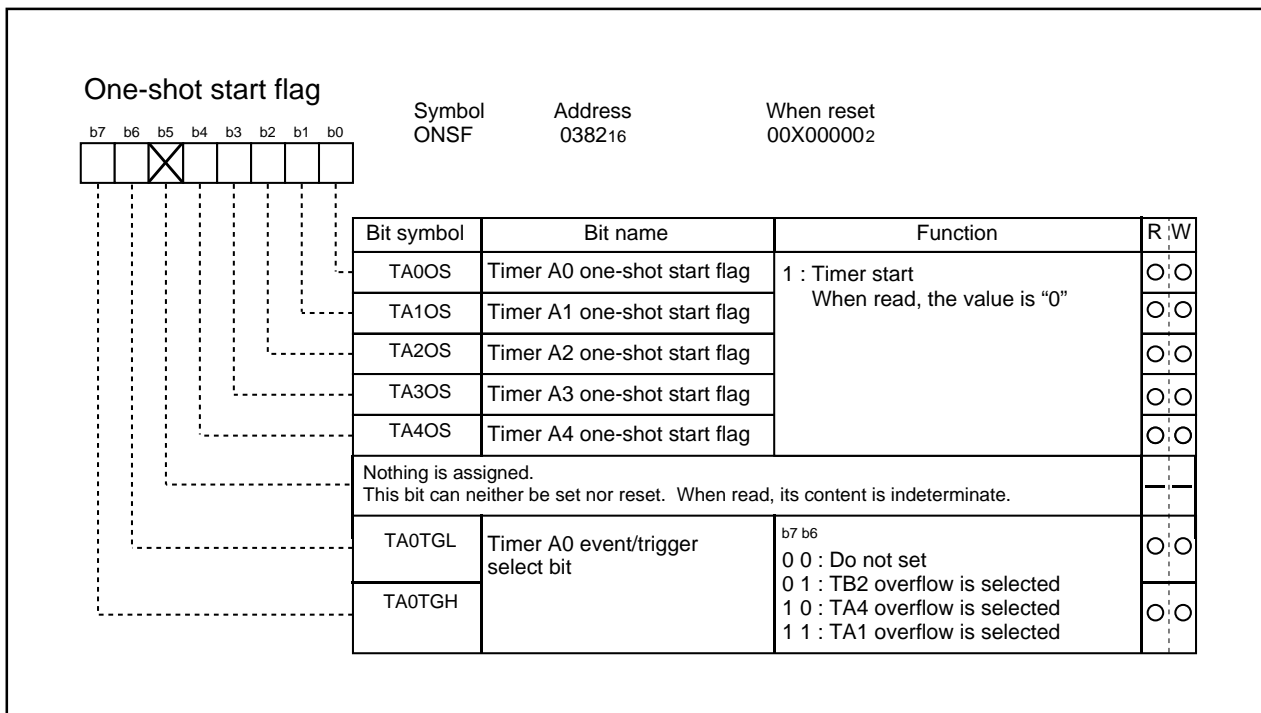 One-shot start flag
Symbol Address When reset
ONSF 038216 00X000002
b7 b6 b5 b4 b3 b2 b1 b0
Bit symbol Bit name Function R W
TA0OS Timer A0 one-shot start flag 1 : Timer start
When read, the value is “0”
TA1OS Timer A1 one-shot start flag
TA2OS Timer A2 one-shot start flag
TA3OS Timer A3 one-shot start flag
TA4OS Timer A4 one-shot start flag
Nothing is assigned.
This bit can neither be set nor reset. When read, its content is indeterminate.
TA0TGL Timer A0 event/trigger
select bit
b7 b6
0 0 : Do not set
0 1 : TB2 overflow is selected
1 0 : TA4 overflow is selected
1 1 : TA1 overflow is selected
TA0TGH